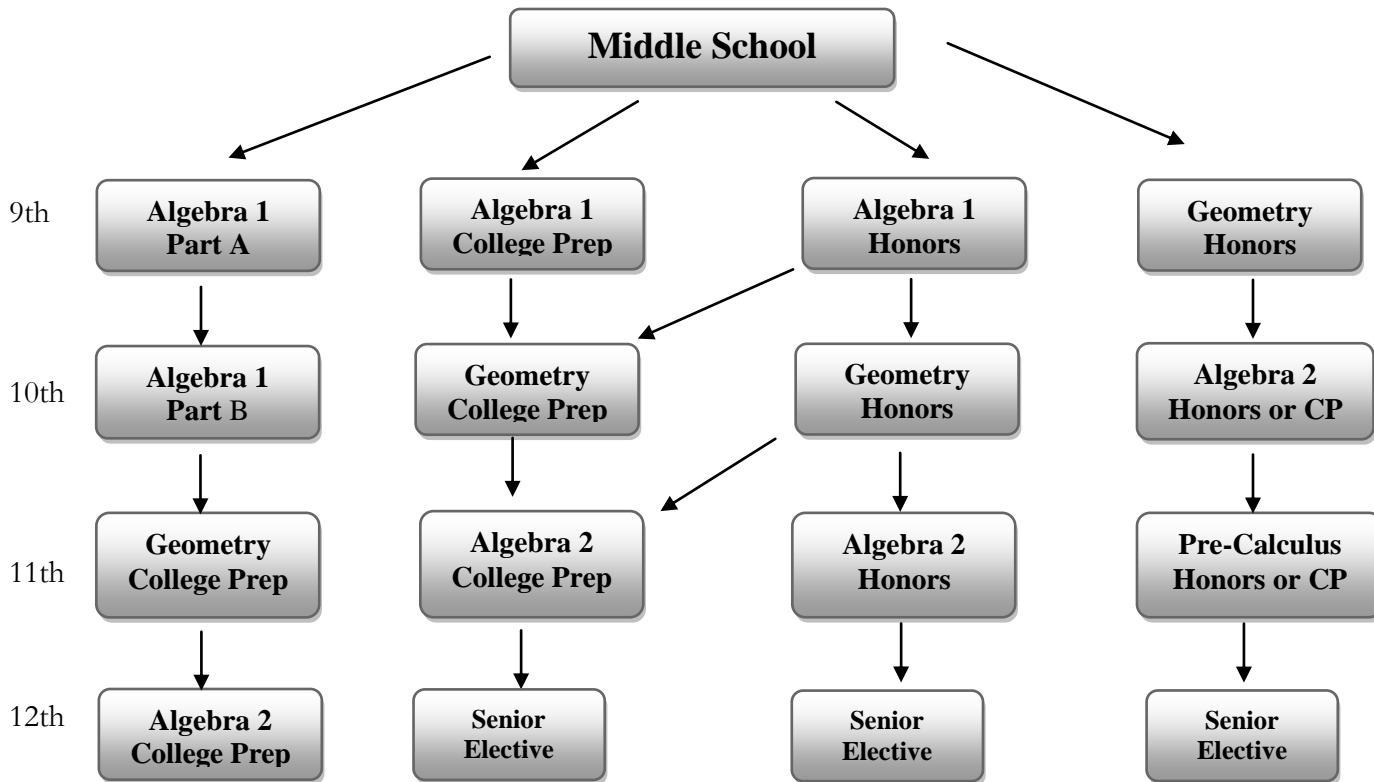 Middle School
9th
Algebra 1
Part A
Algebra 1
College Prep
Algebra 1
Honors
Geometry
Honors
10th
Algebra 1
Part B
Geometry
College Prep
Geometry
Honors
Algebra 2
Honors or CP
11th
Geometry
College Prep
Algebra 2
College Prep
Algebra 2
Honors
Pre-Calculus
Honors or CP
12th
Algebra 2
College Prep
Senior
Elective
Senior
Elective
Senior
Elective